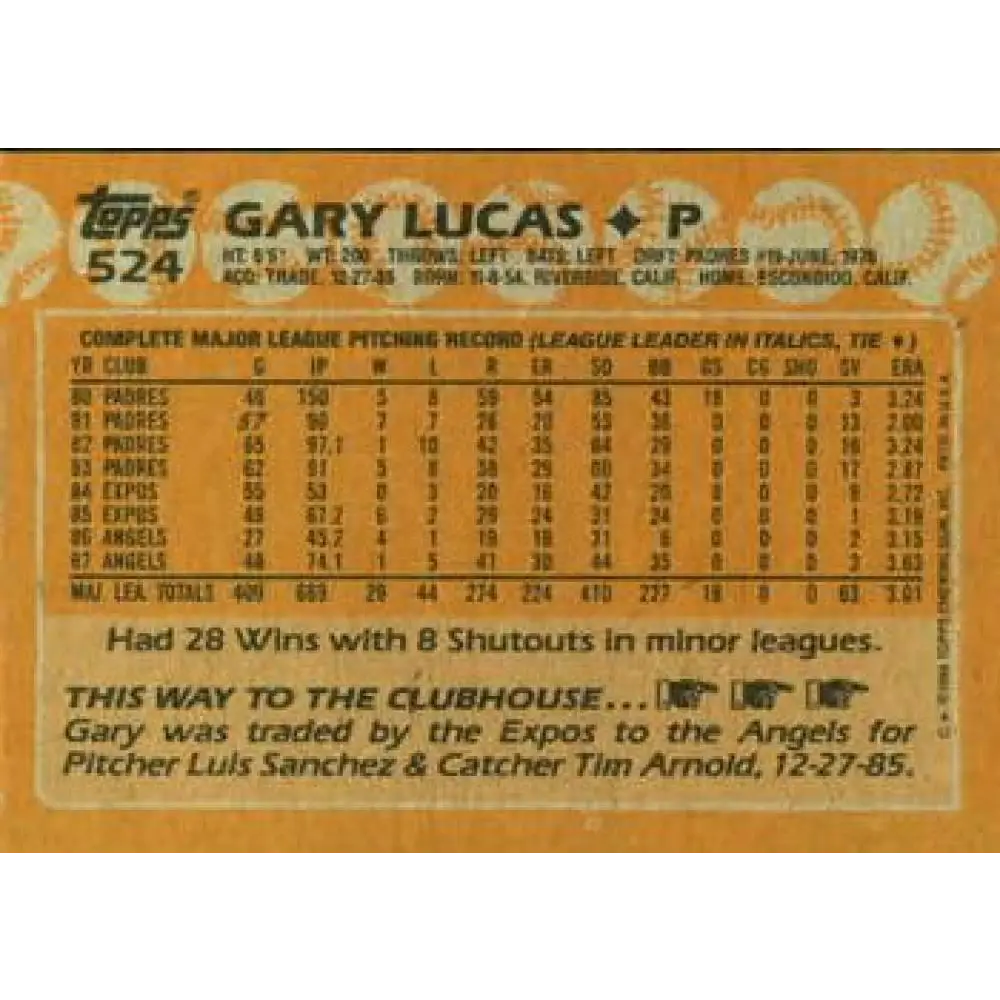 Topps
524
GARY LUCAS ♦ P
HT: 6'5" WT: 200 THROWS: LEFT BATS: LEFT DRFT: PADRES #19-JUNE, 1976
ACQ: TRADE, 12-27-85 BORN: 11-8-54, RIVERSIDE, CALIF. HOME: ESCONDIDO, CALIF.
COMPLETE MAJOR LEAGUE PITCHING RECORD (LEAGUE LEADER IN ITALICS, TIE ♦)
YR CLUB G IP W L R ER SO BB GS CG SHO SV ERA
80 PADRES 46 150 5 8 59 54 85 43 18 0 0 3 3.24
81 PADRES 57 90 7 7 26 20 53 36 0 0 0 13 2.00
82 PADRES 65 97.1 1 10 42 35 64 29 0 0 0 16 3.24
83 PADRES 62 91 5 8 38 29 60 34 0 0 0 17 2.87
84 EXPOS 55 53 0 3 20 16 42 20 0 0 0 8 2.72
85 EXPOS 49 67.2 6 2 29 24 31 24 0 0 0 1 3.19
86 ANGELS 27 45.2 4 1 19 16 31 6 0 0 0 2 3.15
87 ANGELS 48 74.1 1 5 41 30 44 35 0 0 0 3 3.63
MAJ. LEA. TOTALS 409 669 29 44 274 224 410 227 18 0 0 63 3.01
Had 28 Wins with 8 Shutouts in minor leagues.
THIS WAY TO THE CLUBHOUSE...
Gary was traded by the Expos to the Angels for
Pitcher Luis Sanchez & Catcher Tim Arnold, 12-27-85.